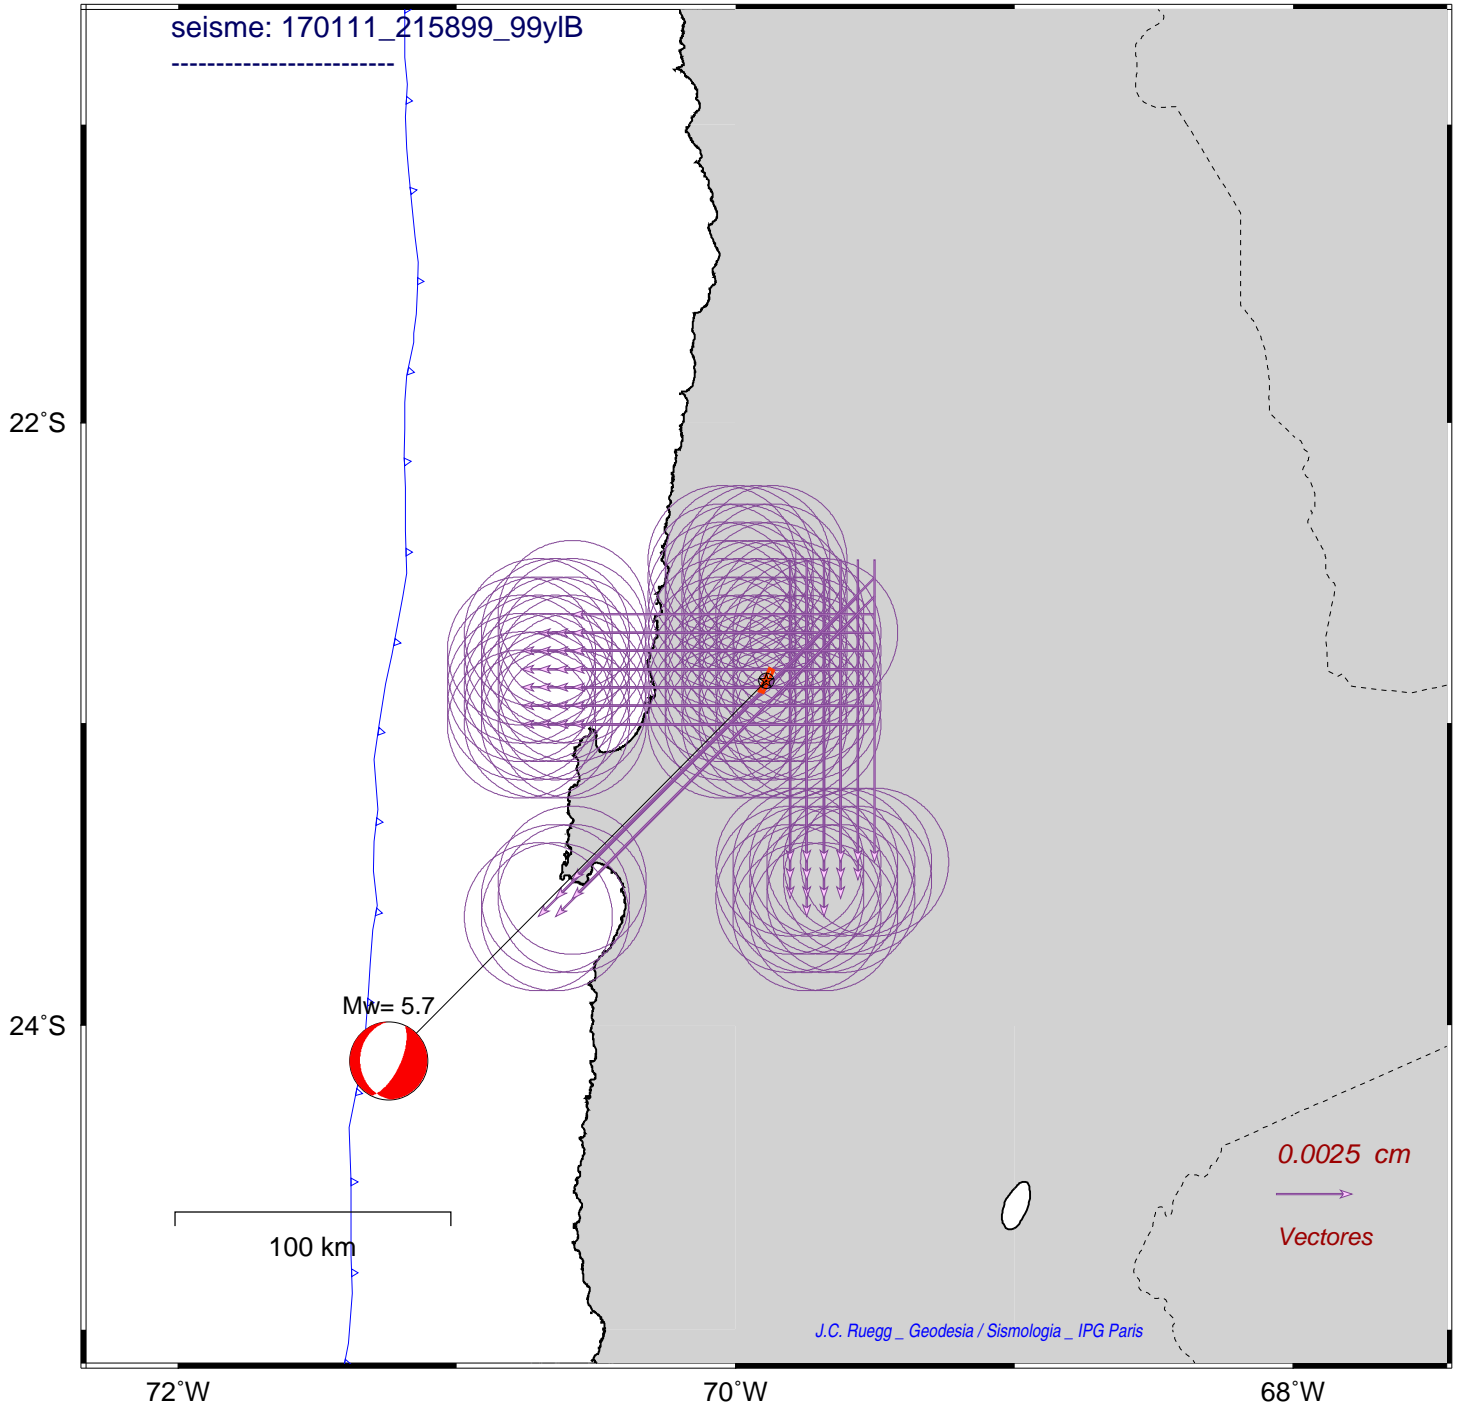 seisme: 170111_215899_99ylB
-------------------------
22˚S
Mw= 5.7
24˚S
0.0025 cm
Vectores
100 km
J.C. Ruegg _ Geodesia / Sismologia _ IPG Paris
72˚W
70˚W
68˚W